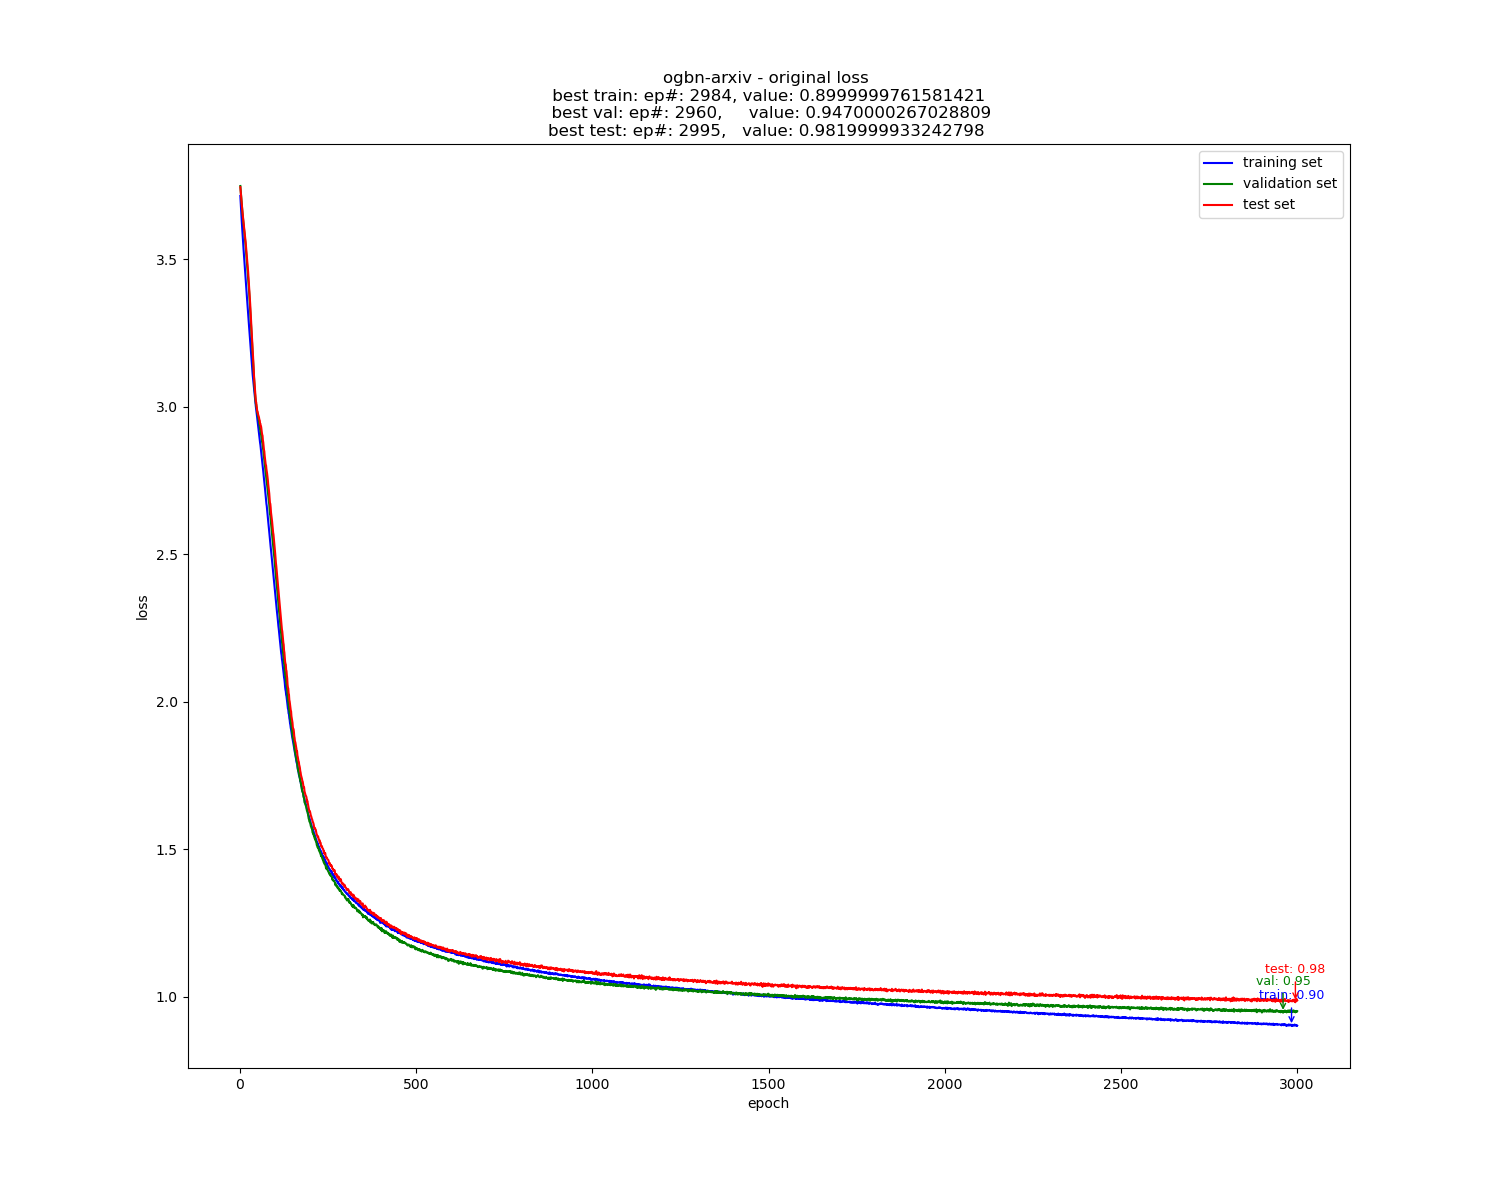 ogbn-arxiv - original loss
best train: ep#: 2984, value: 0.8999999761581421
best val: ep#: 2960, value: 0.9470000267028809
best test: ep#: 2995, value: 0.9819999933242798
training set
validation set
test set
3.5
3.0
2.5
2.0
1.5
1.0
loss
test: 0.98
val: 0.95
train: 0.90
0 500 1000 1500 2000 2500 3000
epoch